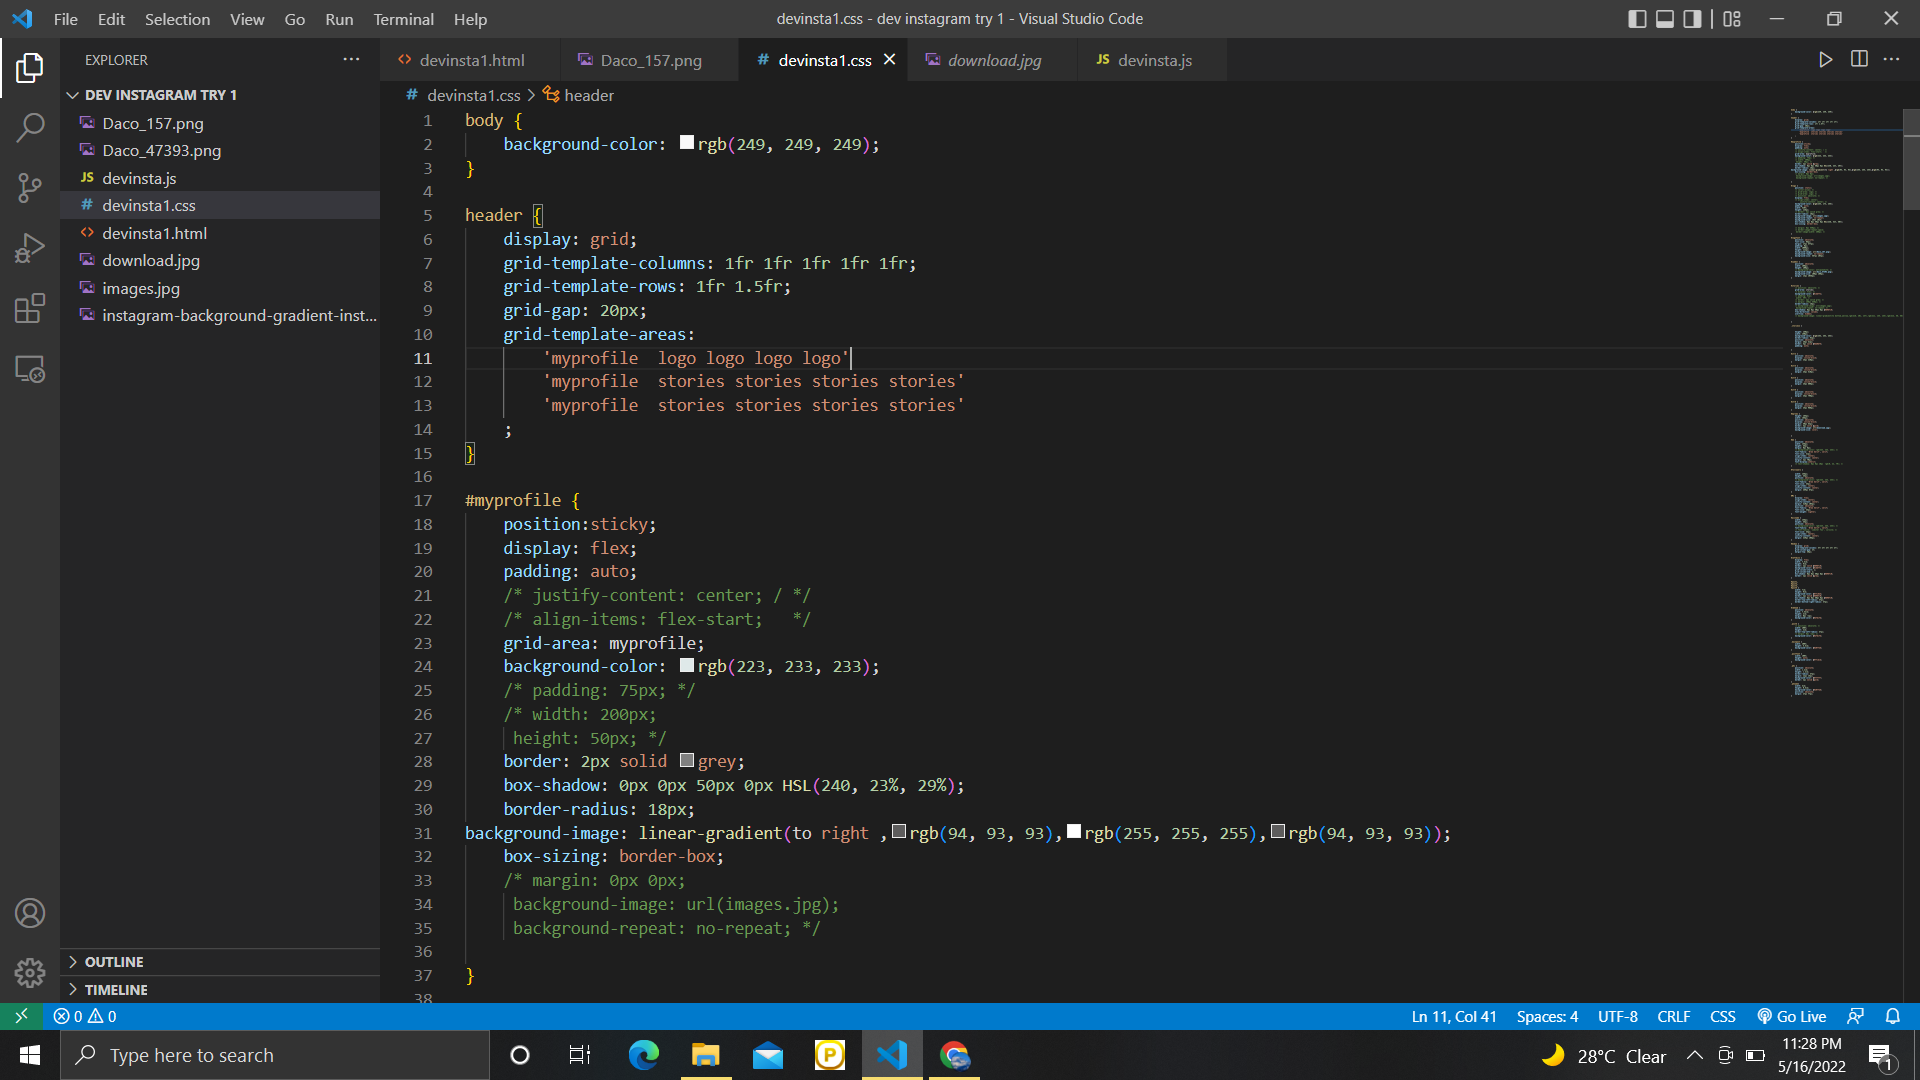 File Edit Selection View Go Run Terminal Help
devinsta1.css - dev instagram try 1 - Visual Studio Code
EXPLORER
devinsta1.html
Daco_157.png
# devinsta1.css
download.jpg
JS devinsta.js
# devinsta1.css > header
DEV INSTAGRAM TRY 1
Daco_157.png
Daco_47393.png
JS devinsta.js
# devinsta1.css
<> devinsta1.html
download.jpg
images.jpg
instagram-background-gradient-inst...
1 body {
2 background-color: rgb(249, 249, 249);
3 }
4
5 header {
6 display: grid;
7 grid-template-columns: 1fr 1fr 1fr 1fr 1fr;
8 grid-template-rows: 1fr 1.5fr;
9 grid-gap: 20px;
10 grid-template-areas:
11 'myprofile  logo logo logo logo'
12 'myprofile  stories stories stories stories'
13 'myprofile  stories stories stories stories'
14 ;
15 }
16
17 #myprofile {
18 position:sticky;
19 display: flex;
20 padding: auto;
21 /* justify-content: center; / */
22 /* align-items: flex-start;   */
23 grid-area: myprofile;
24 background-color: rgb(223, 233, 233);
25 /* padding: 75px; */
26 /* width: 200px;
27 height: 50px; */
28 border: 2px solid grey;
29 box-shadow: 0px 0px 50px 0px HSL(240, 23%, 29%);
30 border-radius: 18px;
31 background-image: linear-gradient(to right ,rgb(94, 93, 93),rgb(255, 255, 255),rgb(94, 93, 93));
32 box-sizing: border-box;
33 /* margin: 0px 0px;
34 background-image: url(images.jpg);
35 background-repeat: no-repeat; */
36
37 }
38
OUTLINE
TIMELINE
0 0
Ln 11, Col 41 Spaces: 4 UTF-8 CRLF CSS Go Live
Type here to search
P
28°C Clear
11:28 PM
5/16/2022
1